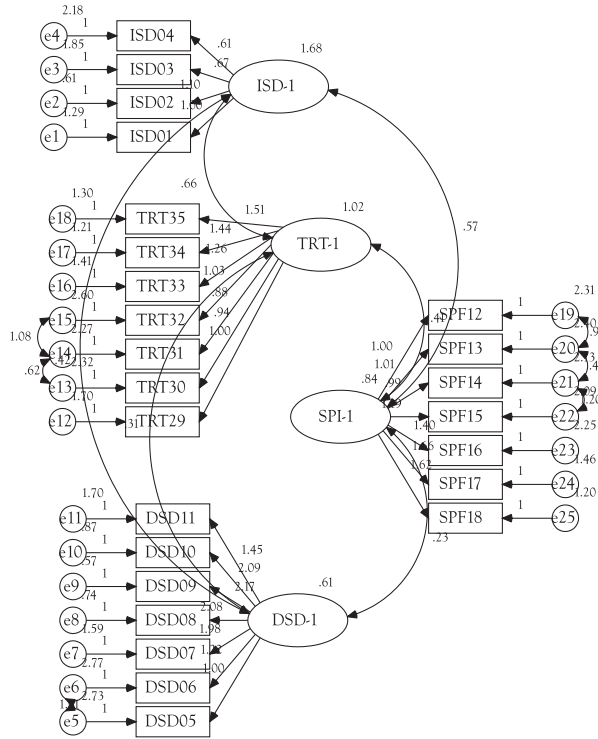 2.18
e4 1 ISD04
1.85
e3 1 ISD03
.61
e2 1 ISD02
1.29
e1 1 ISD01
.61
.67
1.00
1.68
ISD-1
.66
.57
1.30
e18 1 TRT35
1.21
e17 1 TRT34
1.41
e16 1 TRT33
2.60
e15 1 TRT32
2.27
e14 1 TRT31
2.32
e13 1 TRT30
1.70
e12 1 TRT29
1.08
.62
.42
.31
1.51
1.44
1.26
1.03
.88
.94
1.00
1.02
TRT-1
2.31
SPF12 1 e19
SPF13 1 e20
SPF14 1 e21
SPF15 1 e22
2.25
SPF16 1 e23
1.46
SPF17 1 e24
1.20
SPF18 1 e25
.41
1.00
1.01
.84
.99
1.40
1.62
SPI-1
.23
1.70
e11 1 DSD11
.87
e10 1 DSD10
.57
e9 1 DSD09
.74
e8 1 DSD08
1.59
e7 1 DSD07
2.77
e6 1 DSD06
2.73
e5 1 DSD05
1.45
2.09
2.17
2.08
1.98
1.00
.61
DSD-1